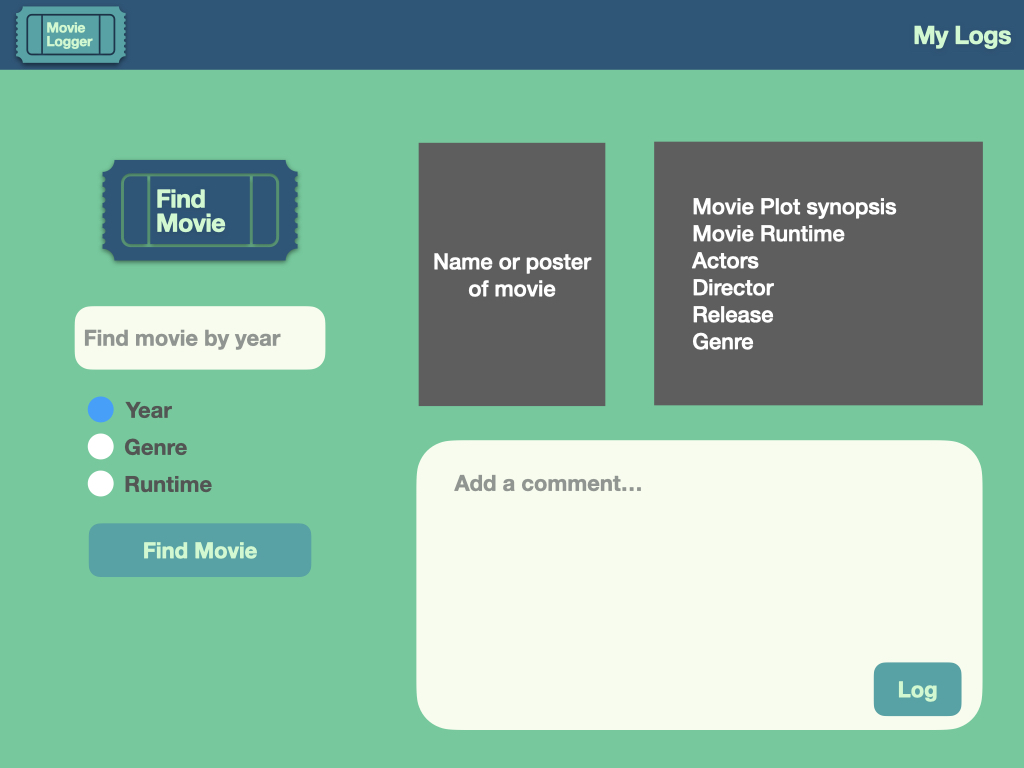 Movie
Logger
My Logs
Find
Movie
Find movie by year
Year
Genre
Runtime
Find Movie
Name or poster
of movie
Movie Plot synopsis
Movie Runtime
Actors
Director
Release
Genre
Add a comment...
Log